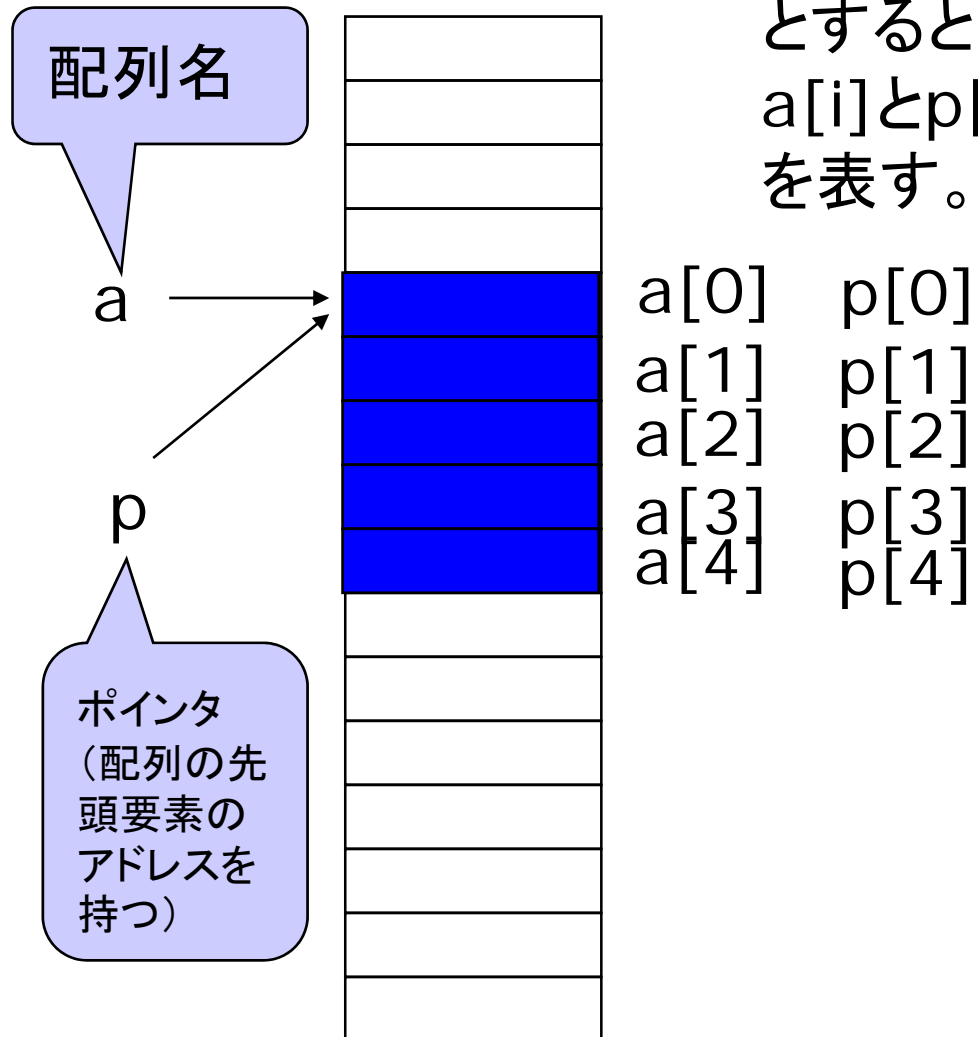 配列名
とすると
a[i]とp[
を表す。
a
a[0] p[0]
a[1] p[1]
a[2] p[2]
a[3] p[3]
a[4] p[4]
p
ポインタ
（配列の先
頭要素の
アドレスを
持つ）